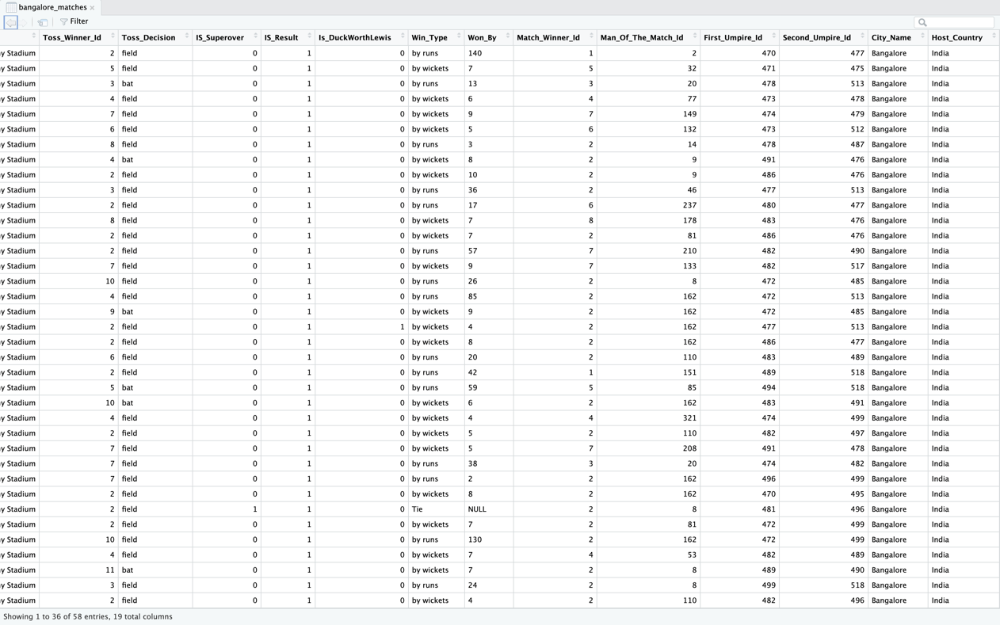 bangalore_matches
Filter
Toss_Winner_Id Toss_Decision IS_Superover IS_Result Is_DuckWorthLewis Win_Type Won_By Match_Winner_Id Man_Of_The_Match_Id First_Umpire_Id Second_Umpire_Id City_Name Host_Country
y Stadium 2 field 0 1 0 by runs 140 1 2 470 477 Bangalore India
y Stadium 5 field 0 1 0 by wickets 7 5 32 471 475 Bangalore India
y Stadium 3 bat 0 1 0 by runs 13 3 20 478 513 Bangalore India
y Stadium 4 field 0 1 0 by wickets 6 4 77 473 478 Bangalore India
y Stadium 7 field 0 1 0 by wickets 9 7 149 474 479 Bangalore India
y Stadium 6 field 0 1 0 by wickets 5 6 132 473 512 Bangalore India
y Stadium 8 field 0 1 0 by runs 3 2 14 478 487 Bangalore India
y Stadium 4 bat 0 1 0 by wickets 8 2 9 491 476 Bangalore India
y Stadium 2 field 0 1 0 by wickets 10 2 9 486 476 Bangalore India
y Stadium 3 field 0 1 0 by runs 36 2 46 477 513 Bangalore India
y Stadium 2 field 0 1 0 by runs 17 6 237 480 477 Bangalore India
y Stadium 8 field 0 1 0 by wickets 7 8 178 483 476 Bangalore India
y Stadium 2 field 0 1 0 by wickets 7 2 81 486 476 Bangalore India
y Stadium 2 field 0 1 0 by runs 57 7 210 482 490 Bangalore India
y Stadium 7 field 0 1 0 by wickets 9 7 133 482 517 Bangalore India
y Stadium 10 field 0 1 0 by runs 26 2 8 472 485 Bangalore India
y Stadium 4 field 0 1 0 by runs 85 2 162 472 513 Bangalore India
y Stadium 9 bat 0 1 0 by wickets 9 2 162 472 485 Bangalore India
y Stadium 2 field 0 1 1 by wickets 4 2 162 477 513 Bangalore India
y Stadium 2 field 0 1 0 by wickets 8 2 162 486 477 Bangalore India
y Stadium 6 field 0 1 0 by runs 20 2 110 483 489 Bangalore India
y Stadium 2 field 0 1 0 by runs 42 1 151 489 518 Bangalore India
y Stadium 5 bat 0 1 0 by runs 59 5 85 494 518 Bangalore India
y Stadium 10 bat 0 1 0 by wickets 6 2 162 483 491 Bangalore India
y Stadium 4 field 0 1 0 by wickets 4 4 321 474 499 Bangalore India
y Stadium 2 field 0 1 0 by wickets 5 2 110 482 497 Bangalore India
y Stadium 7 field 0 1 0 by wickets 5 7 208 491 478 Bangalore India
y Stadium 7 field 0 1 0 by runs 38 3 20 474 482 Bangalore India
y Stadium 7 field 0 1 0 by runs 2 2 162 496 499 Bangalore India
y Stadium 2 field 0 1 0 by wickets 8 2 162 470 495 Bangalore India
y Stadium 2 field 1 1 0 Tie NULL 2 8 481 496 Bangalore India
y Stadium 2 field 0 1 0 by wickets 7 2 81 472 499 Bangalore India
y Stadium 10 field 0 1 0 by runs 130 2 162 472 499 Bangalore India
y Stadium 4 field 0 1 0 by wickets 7 4 53 482 489 Bangalore India
y Stadium 11 bat 0 1 0 by wickets 7 2 8 489 490 Bangalore India
y Stadium 3 field 0 1 0 by runs 24 2 8 499 518 Bangalore India
y Stadium 2 field 0 1 0 by wickets 4 2 110 482 496 Bangalore India
Showing 1 to 36 of 58 entries, 19 total columns